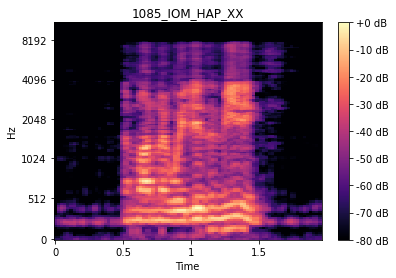 1085_IOM_HAP_XX
+0 dB
8192
-10 dB
4096
-20 dB
-30 dB
2048
Hz
-40 dB
1024
-50 dB
512
-60 dB
-70 dB
0
-80 dB
0
0.5
1
1.5
Time